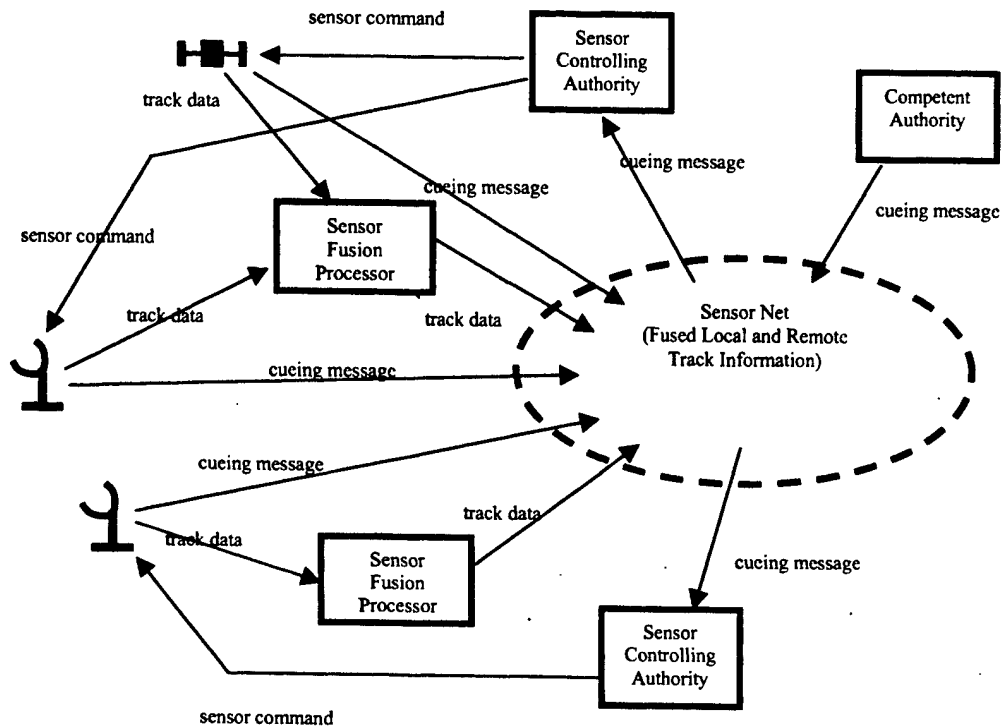 sensor command
Sensor
Controlling
Authority
Competent
Authority
track data
cueing message
cueing message
cueing message
sensor command
Sensor
Fusion
Processor
Sensor Net
(Fused Local and Remote
Track Information)
track data
track data
cueing message
cueing message
track data
track data
Sensor
Fusion
Processor
cueing message
Sensor
Controlling
Authority
sensor command